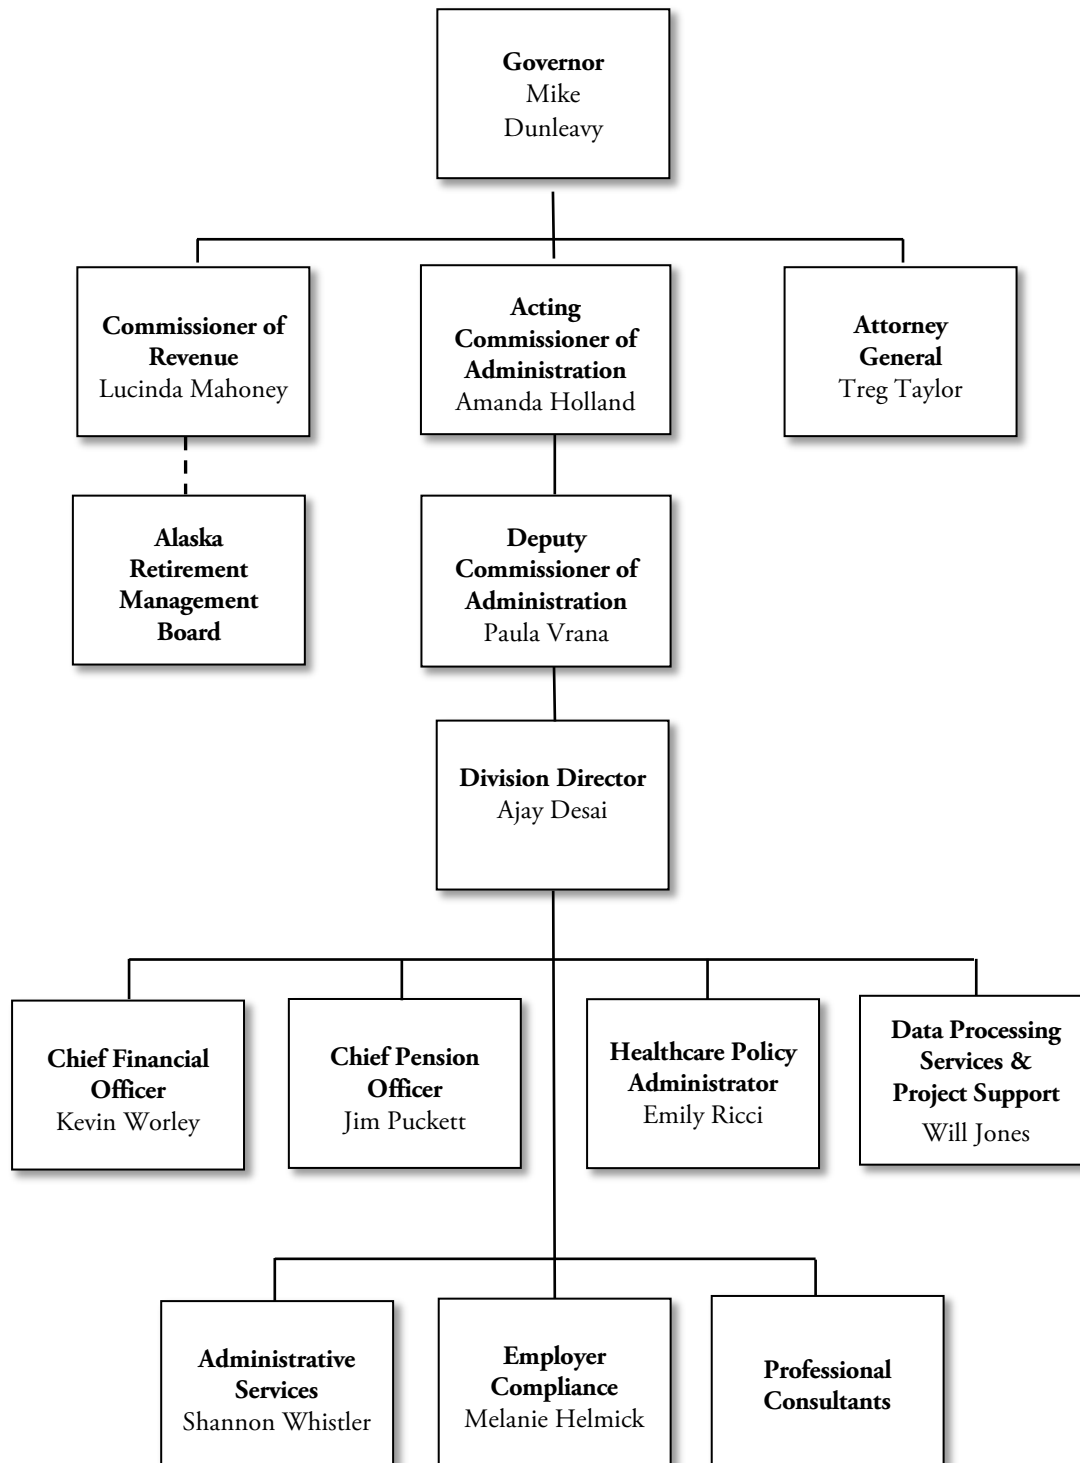 Governor
Mike
Dunleavy
Commissioner of
Revenue
Lucinda Mahoney
Acting
Commissioner of
Administration
Amanda Holland
Attorney
General
Treg Taylor
Alaska
Retirement
Management
Board
Deputy
Commissioner of
Administration
Paula Vrana
Division Director
Ajay Desai
Chief Financial
Officer
Kevin Worley
Chief Pension
Officer
Jim Puckett
Healthcare Policy
Administrator
Emily Ricci
Data Processing
Services &
Project Support
Will Jones
Administrative
Services
Shannon Whistler
Employer
Compliance
Melanie Helmick
Professional
Consultants